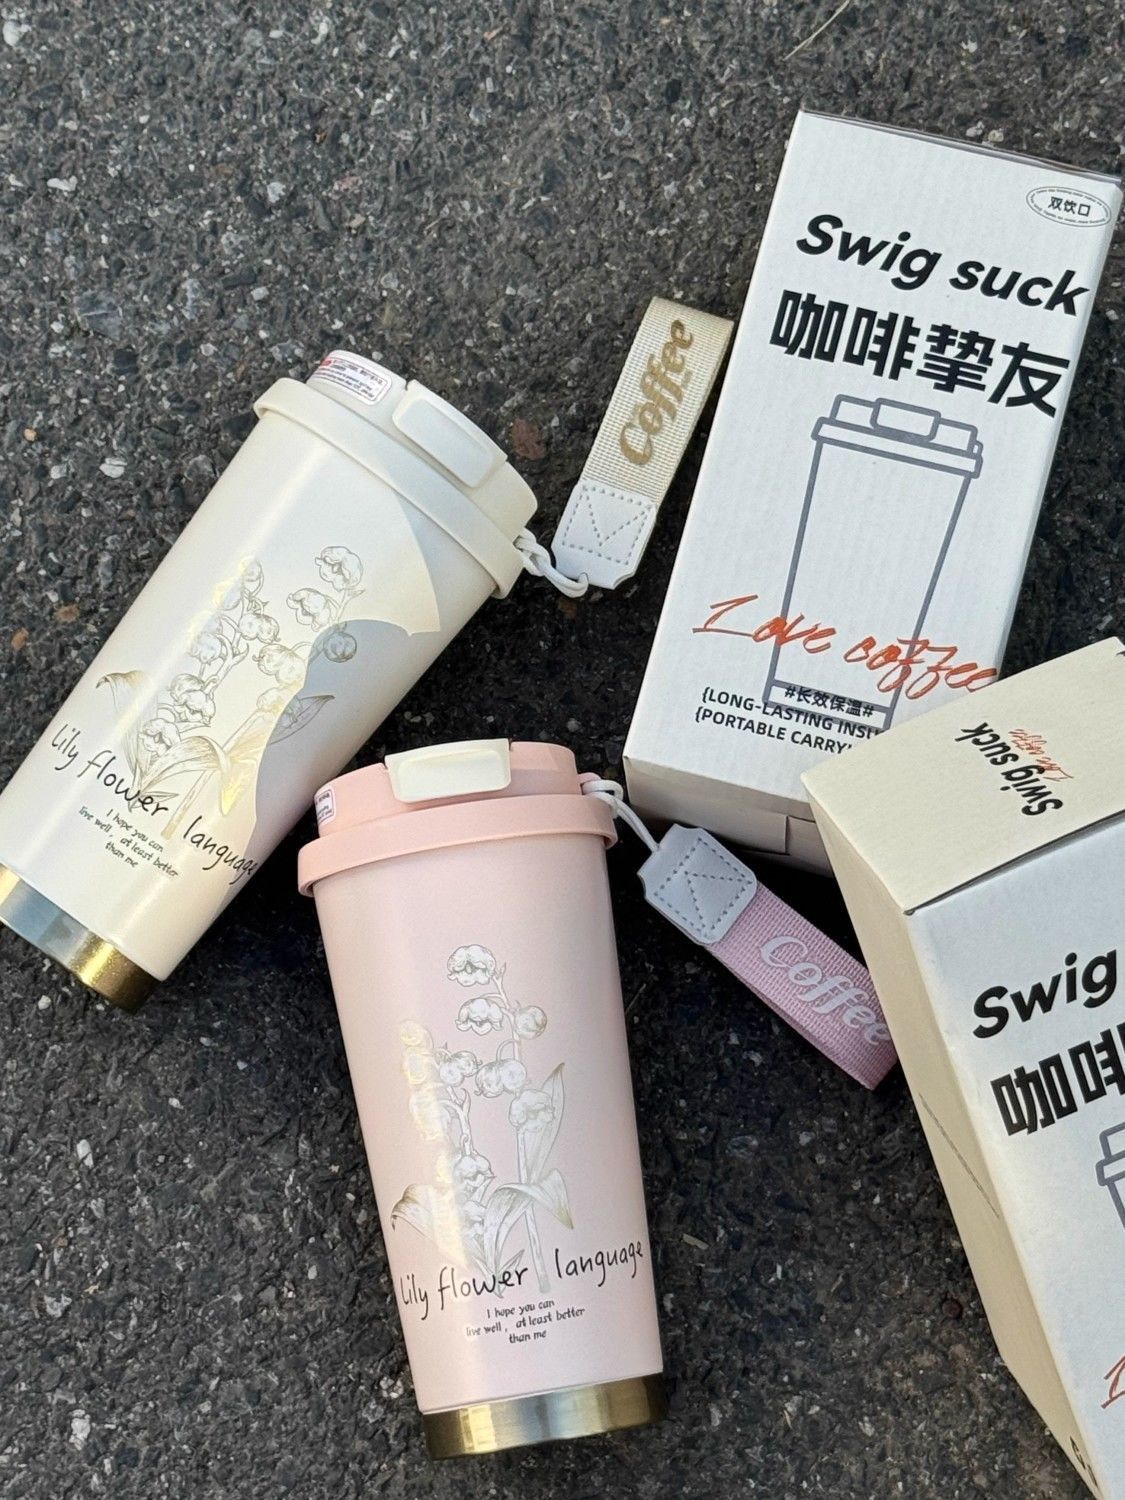 双饮口
Swig suck
咖啡挚友
Love coffee
#长效保温#
{LONG-LASTING INSU
{PORTABLE CARRY
Coffee
Lily flower language
I hope you can
live well, at least better
than me
Coffee
Lily flower language
I hope you can
live well, at least better
than me
Swig suck
Love coffee
Swig
咖啡